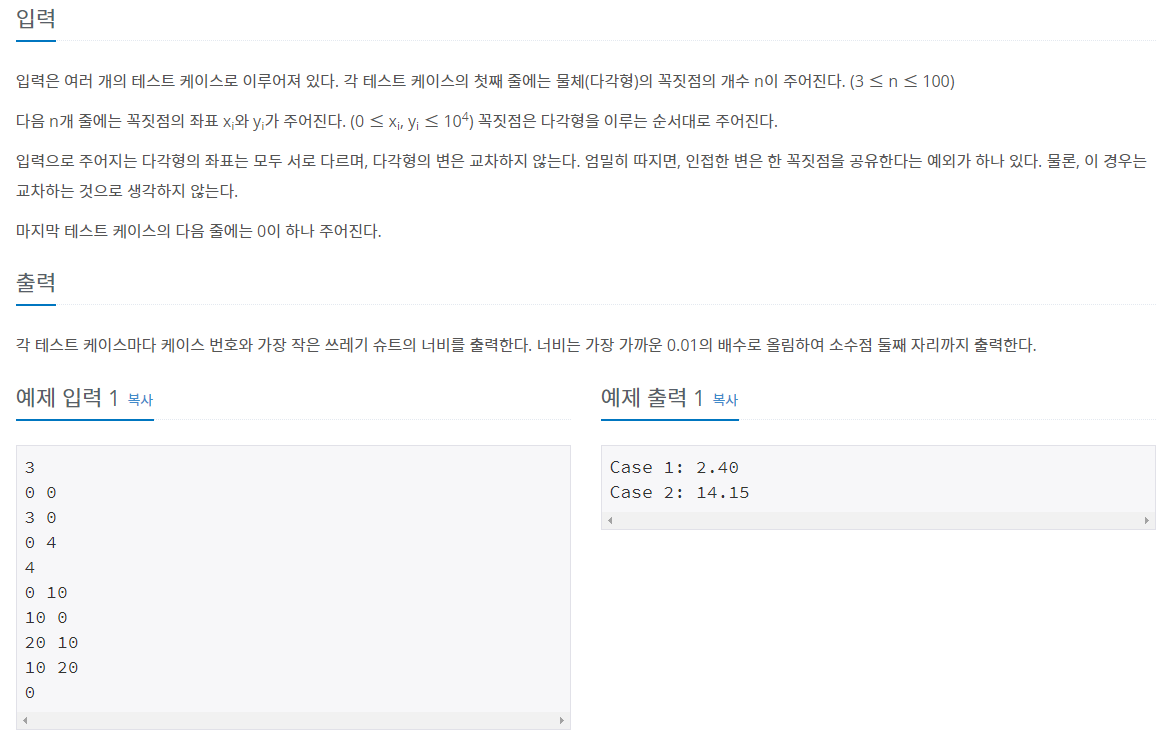 입력
입력은 여러 개의 테스트 케이스로 이루어져 있다. 각 테스트 케이스의 첫째 줄에는 물체(다각형)의 꼭짓점의 개수 n이 주어진다. (3 ≤ n ≤ 100)
다음 n개 줄에는 꼭짓점의 좌표 xi와 yi가 주어진다. (0 ≤ xi, yi ≤ 10^4) 꼭짓점은 다각형을 이루는 순서대로 주어진다.
입력으로 주어지는 다각형의 좌표는 모두 서로 다르며, 다각형의 변은 교차하지 않는다. 엄밀히 따지면, 인접한 변은 한 꼭짓점을 공유한다는 예외가 하나 있다. 물론, 이 경우는
교차하는 것으로 생각하지 않는다.
마지막 테스트 케이스의 다음 줄에는 0이 하나 주어진다.
출력
각 테스트 케이스마다 케이스 번호와 가장 작은 쓰레기 슈트의 너비를 출력한다. 너비는 가장 가까운 0.01의 배수로 올림하여 소수점 둘째 자리까지 출력한다.
예제 입력 1 복사
3
0 0
3 0
0 4
4
0 10
10 0
20 10
10 20
0
예제 출력 1 복사
Case 1: 2.40
Case 2: 14.15